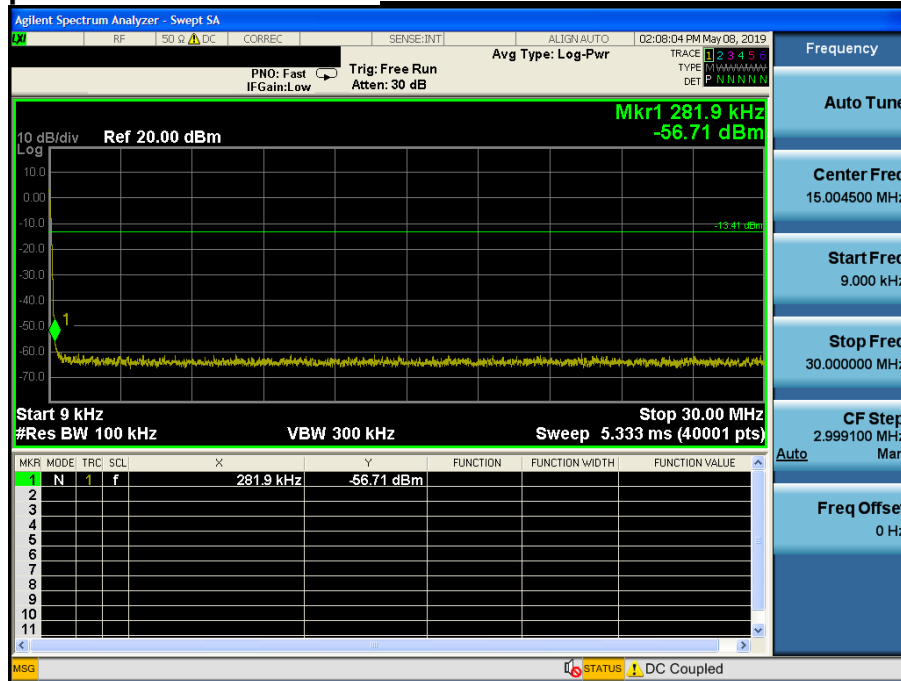 Agilent Spectrum Analyzer - Swept SA
LXI RF 50 Ω ⚠ DC CORREC SENSE:INT ALIGN AUTO 02:08:04 PM May 08, 2019
Avg Type: Log-Pwr
TRACE 1 2 3 4 5 6
TYPE M W W W W W
DET P N N N N N
PNO: Fast Trig: Free Run
IFGain:Low Atten: 30 dB
Mkr1 281.9 kHz
-56.71 dBm
10 dB/div Ref 20.00 dBm
Log
10.0
0.00
-10.0
-13.41 dBm
-20.0
-30.0
-40.0
-50.0
1
-60.0
-70.0
Start 9 kHz Stop 30.00 MHz
#Res BW 100 kHz VBW 300 kHz Sweep 5.333 ms (40001 pts)
MKR MODE TRC SCL X Y FUNCTION FUNCTION WIDTH FUNCTION VALUE
1 N 1 f 281.9 kHz -56.71 dBm
2
3
4
5
6
7
8
9
10
11
MSG STATUS ⚠ DC Coupled
Frequency
Auto Tune
Center Freq
15.004500 MHz
Start Freq
9.000 kHz
Stop Freq
30.000000 MHz
CF Step
2.999100 MHz
Auto Man
Freq Offset
0 Hz